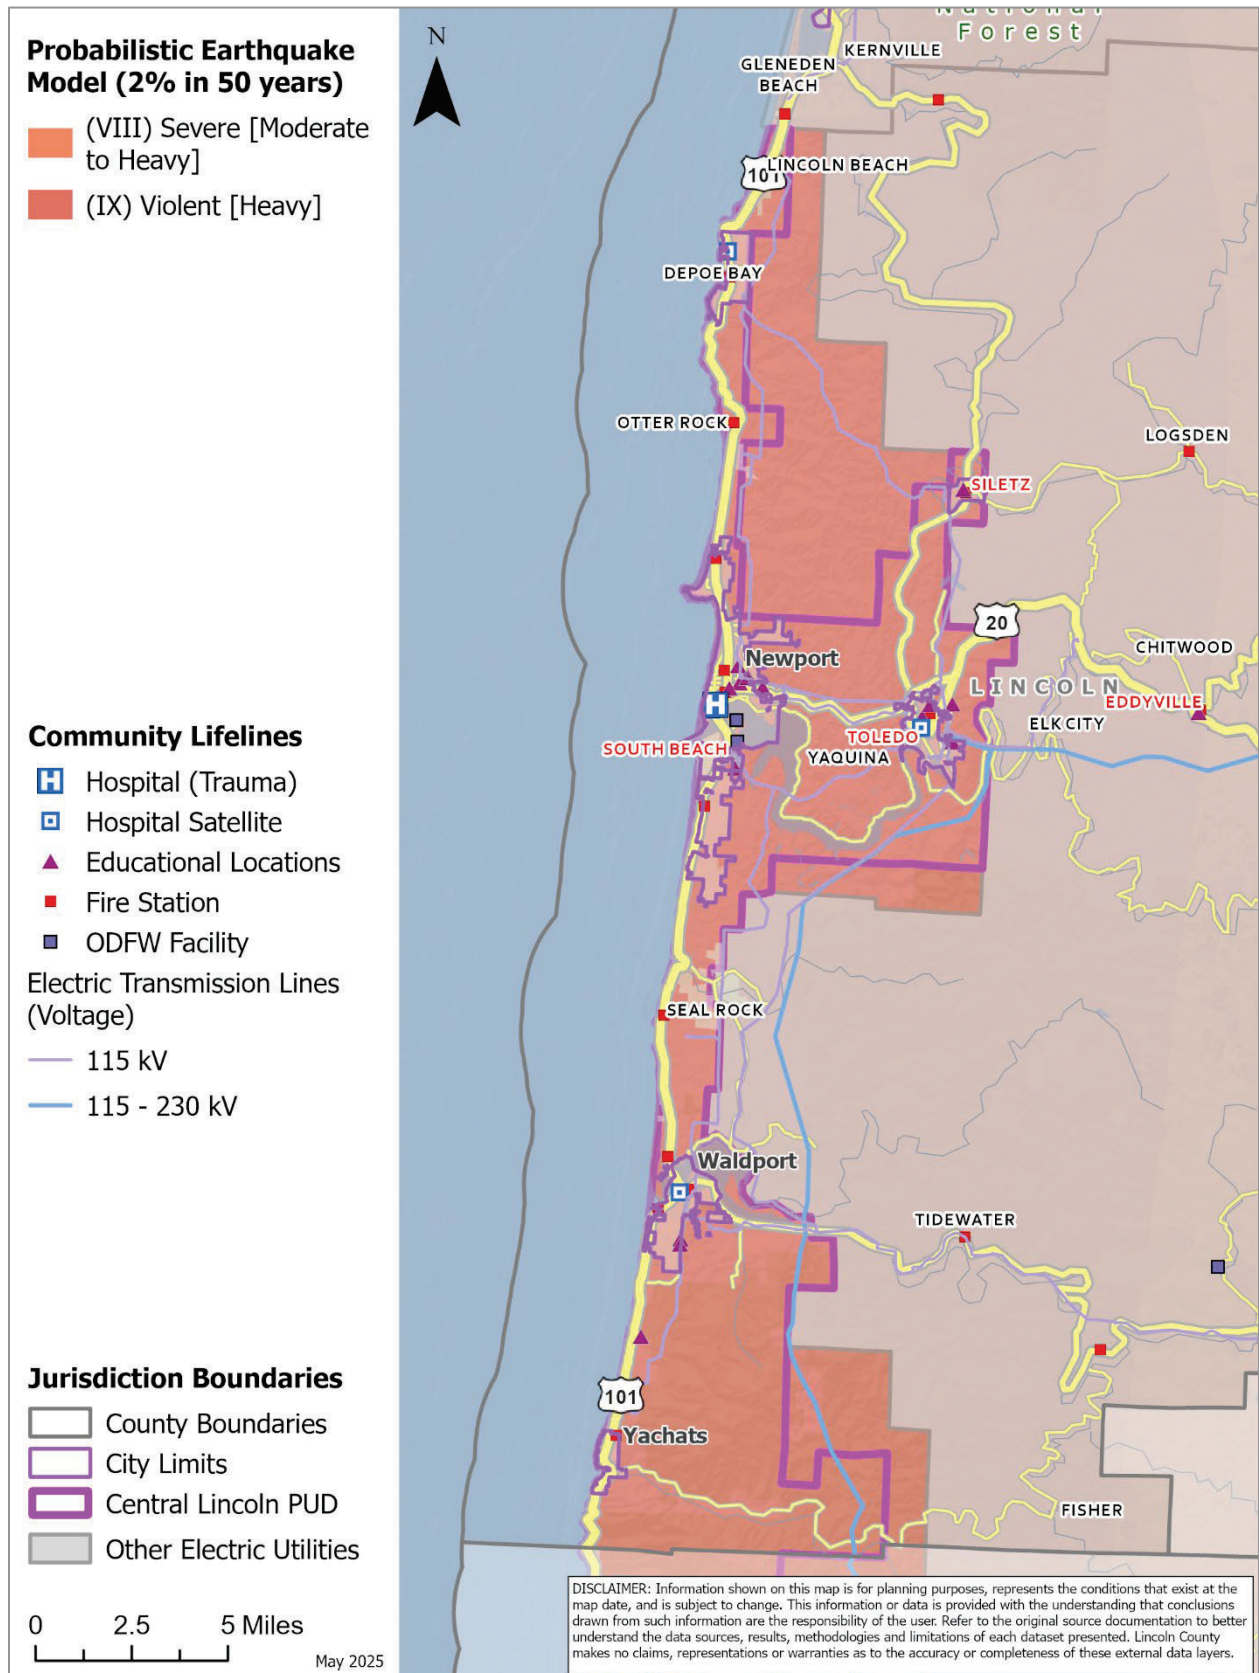 Probabilistic Earthquake
Model (2% in 50 years)
(VIII) Severe [Moderate
to Heavy]
(IX) Violent [Heavy]
Community Lifelines
H Hospital (Trauma)
Hospital Satellite
Educational Locations
Fire Station
ODFW Facility
Electric Transmission Lines
(Voltage)
115 kV
115 - 230 kV
Jurisdiction Boundaries
County Boundaries
City Limits
Central Lincoln PUD
Other Electric Utilities
0 2.5 5 Miles
May 2025
N
National
Forest
KERNVILLE
GLENEDEN
BEACH
LINCOLN BEACH
101
DEPOE BAY
OTTER ROCK
LOGSDEN
SILETZ
20
CHITWOOD
Newport
LINCOLN
EDDYVILLE
H
ELK CITY
TOLEDO
SOUTH BEACH
YAQUINA
SEAL ROCK
Waldport
TIDEWATER
101
Yachats
FISHER
DISCLAIMER: Information shown on this map is for planning purposes, represents the conditions that exist at the
map date, and is subject to change. This information or data is provided with the understanding that conclusions
drawn from such information are the responsibility of the user. Refer to the original source documentation to better
understand the data sources, results, methodologies and limitations of each dataset presented. Lincoln County
makes no claims, representations or warranties as to the accuracy or completeness of these external data layers.